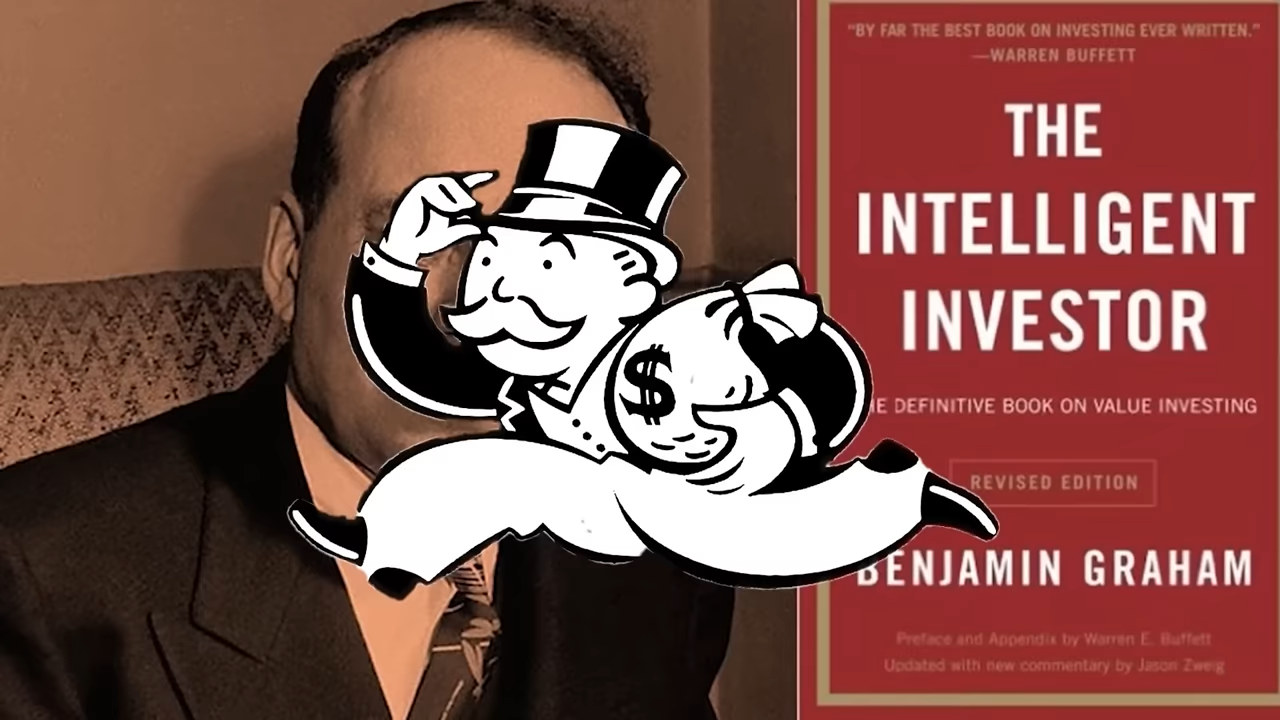 “BY FAR THE BEST BOOK ON INVESTING EVER WRITTEN.”
—WARREN BUFFETT
THE
INTELLIGENT
INVESTOR
HE DEFINITIVE BOOK ON VALUE INVESTING
REVISED EDITION
BENJAMIN GRAHAM
Preface and Appendix by Warren E. Buffett
Updated with new commentary by Jason Zweig
$